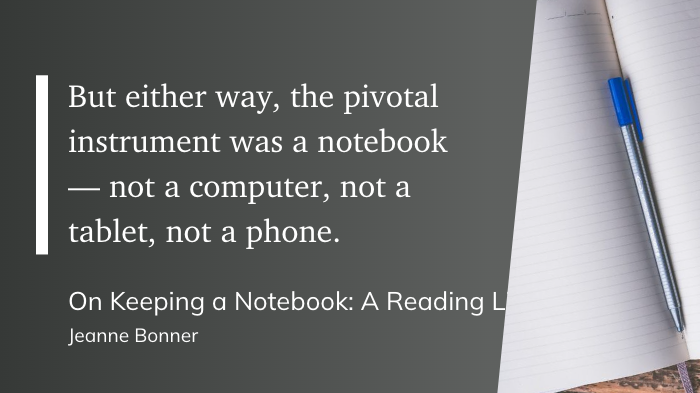 But either way, the pivotal
instrument was a notebook
— not a computer, not a
tablet, not a phone.
On Keeping a Notebook: A Reading L
Jeanne Bonner